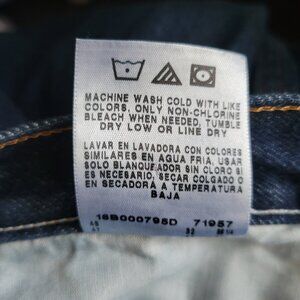 MACHINE WASH COLD WITH LIKE
COLORS, ONLY NON-CHLORINE
BLEACH WHEN NEEDED, TUMBLE
DRY LOW OR LINE DRY
LAVAR EN LAVADORA CON COLORES
SIMILARES EN AGUA FRIA, USAR
SOLO BLANQUEADOR SIN CLORO SI
ES NECESARIO, SECAR COLGADO O
EN SECADORA A TEMPERATURA
BAJA
16B000795D 71957